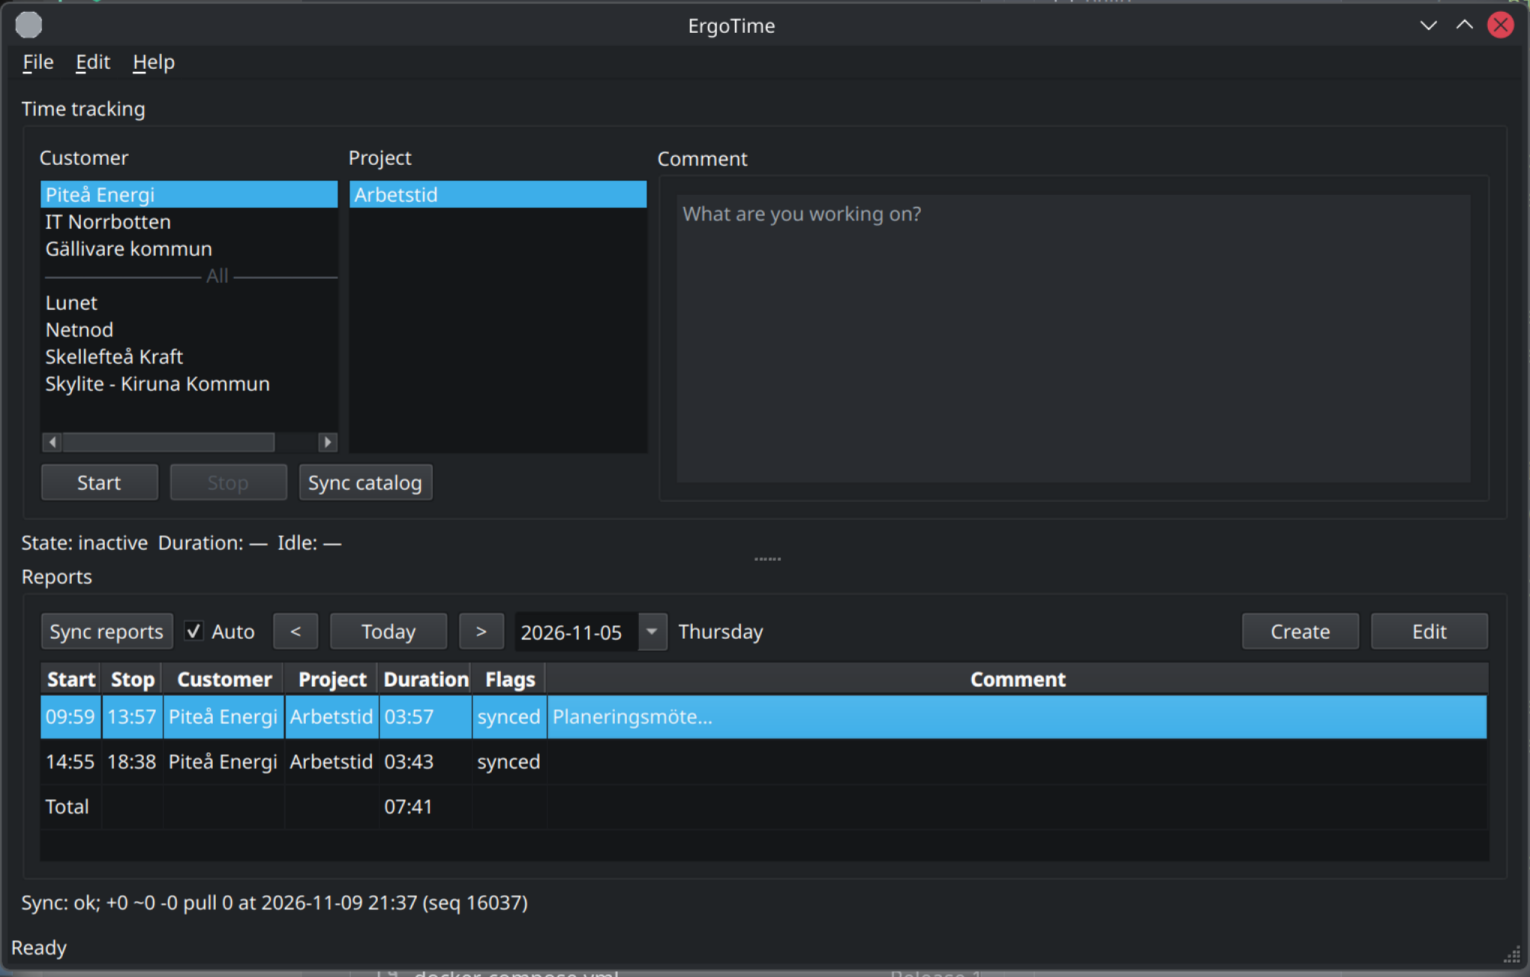 ErgoTime
File Edit Help
Time tracking
Customer Project Comment
Piteå Energi Arbetstid
What are you working on?
IT Norrbotten
Gällivare kommun
All
Lunet
Netnod
Skellefteå Kraft
Skylite - Kiruna Kommun
Start Stop Sync catalog
State: inactive Duration: — Idle: —
Reports
Sync reports Auto < Today > 2026-11-05 Thursday Create Edit
Start Stop Customer Project Duration Flags Comment
09:59 13:57 Piteå Energi Arbetstid 03:57 synced Planeringsmöte...
14:55 18:38 Piteå Energi Arbetstid 03:43 synced
Total 07:41
Sync: ok; +0 ~0 -0 pull 0 at 2026-11-09 21:37 (seq 16037)
Ready